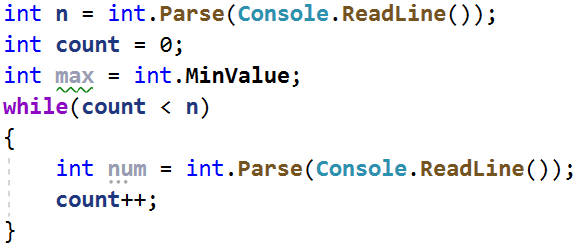 int n = int.Parse(Console.ReadLine());
int count = 0;
int max = int.MinValue;
while(count < n)
{
    int num = int.Parse(Console.ReadLine());
    count++;
}